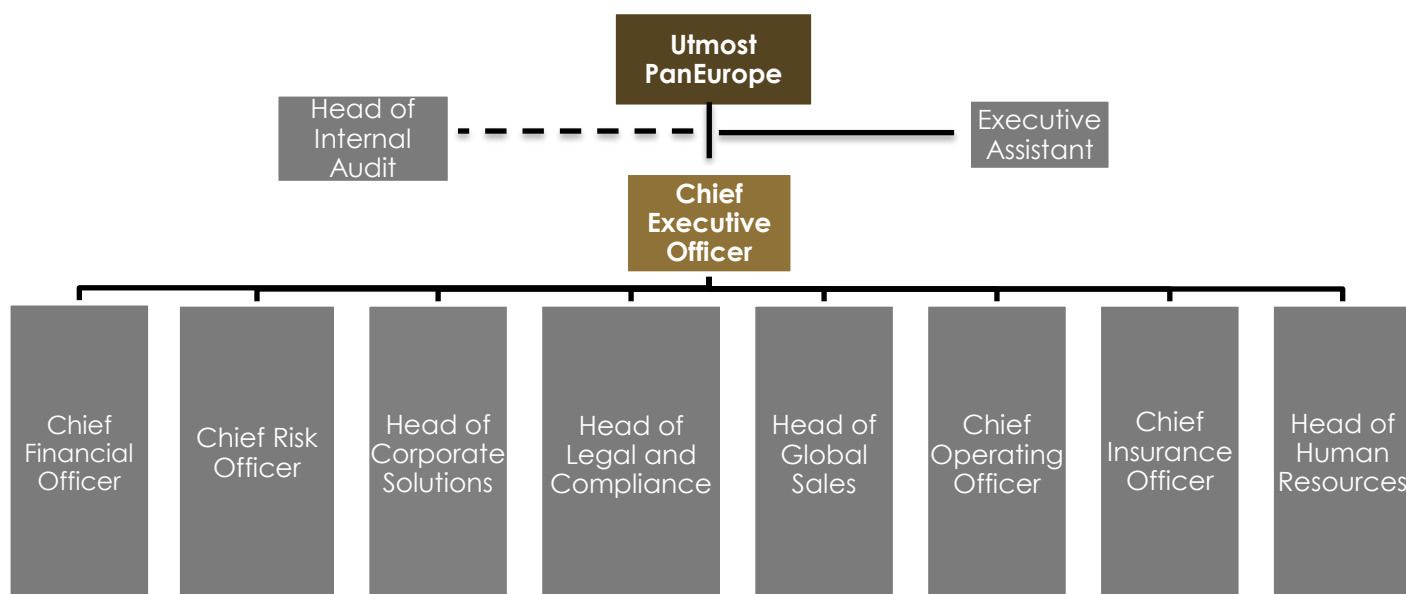 Utmost
PanEurope
Head of
Internal
Audit
Executive
Assistant
Chief
Executive
Officer
Chief
Financial
Officer
Chief Risk
Officer
Head of
Corporate
Solutions
Head of
Legal and
Compliance
Head of
Global
Sales
Chief
Operating
Officer
Chief
Insurance
Officer
Head of
Human
Resources